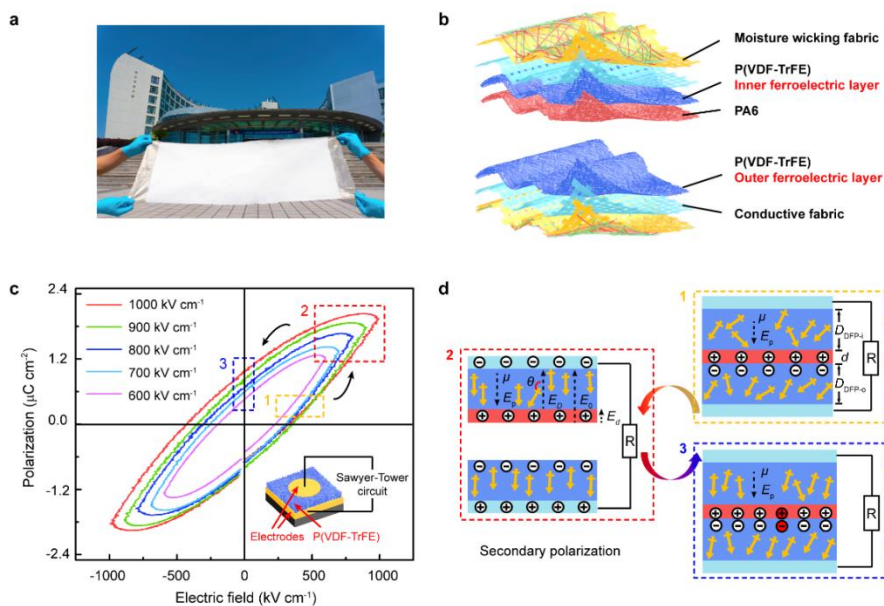 a
b
Moisture wicking fabric
P(VDF-TrFE)
Inner ferroelectric layer
PA6
P(VDF-TrFE)
Outer ferroelectric layer
Conductive fabric
c
2.4
1.2
0.0
-1.2
-2.4
Polarization (μC cm⁻²)
1000 kV cm⁻¹
900 kV cm⁻¹
800 kV cm⁻¹
700 kV cm⁻¹
600 kV cm⁻¹
2
3
1
Sawyer-Tower
circuit
Electrodes
P(VDF-TrFE)
-1000
-500
0
500
1000
Electric field (kV cm⁻¹)
d
2
μ
Ep
θ
ED
E0
Ed
R
Secondary polarization
1
μ
Ep
DDFP-i
d
DDFP-o
R
3
μ
Ep
R